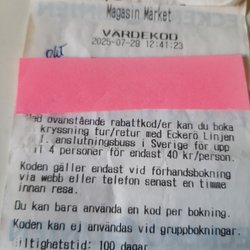 Magasin Market
VÄRDEKOD
2025-07-29 12:41:23
ovanstående rabattkod/er kan du boka
kryssning tur/retur med Eckerö Linjen
anslutningsbuss i Sverige för upp
4 personer för endast 40 kr/person.
Koden gäller endast vid förhandsbokning
via webb eller telefon senast en timme
innan resa.
Du kan bara använda en kod per bokning.
Koden kan ej användas vid gruppbokningar.
iltighetstid: 100 dagar